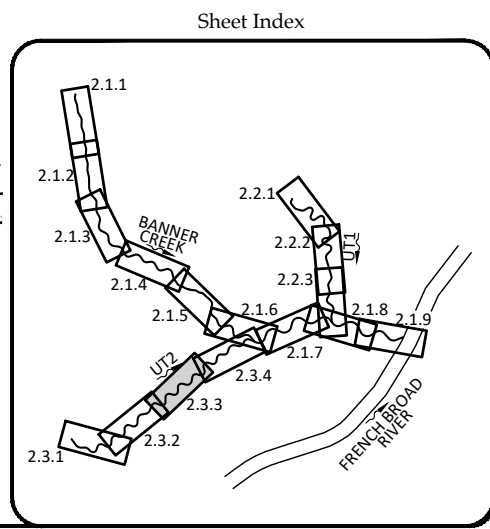 Sheet Index
2.1.1
2.1.2
2.1.3
BANNER
CREEK
2.1.4
2.1.5
2.1.6
2.1.7
2.1.8
2.1.9
2.2.1
2.2.2
UT1
2.2.3
UT2
2.3.4
2.3.3
2.3.2
2.3.1
FRENCH BROAD
RIVER